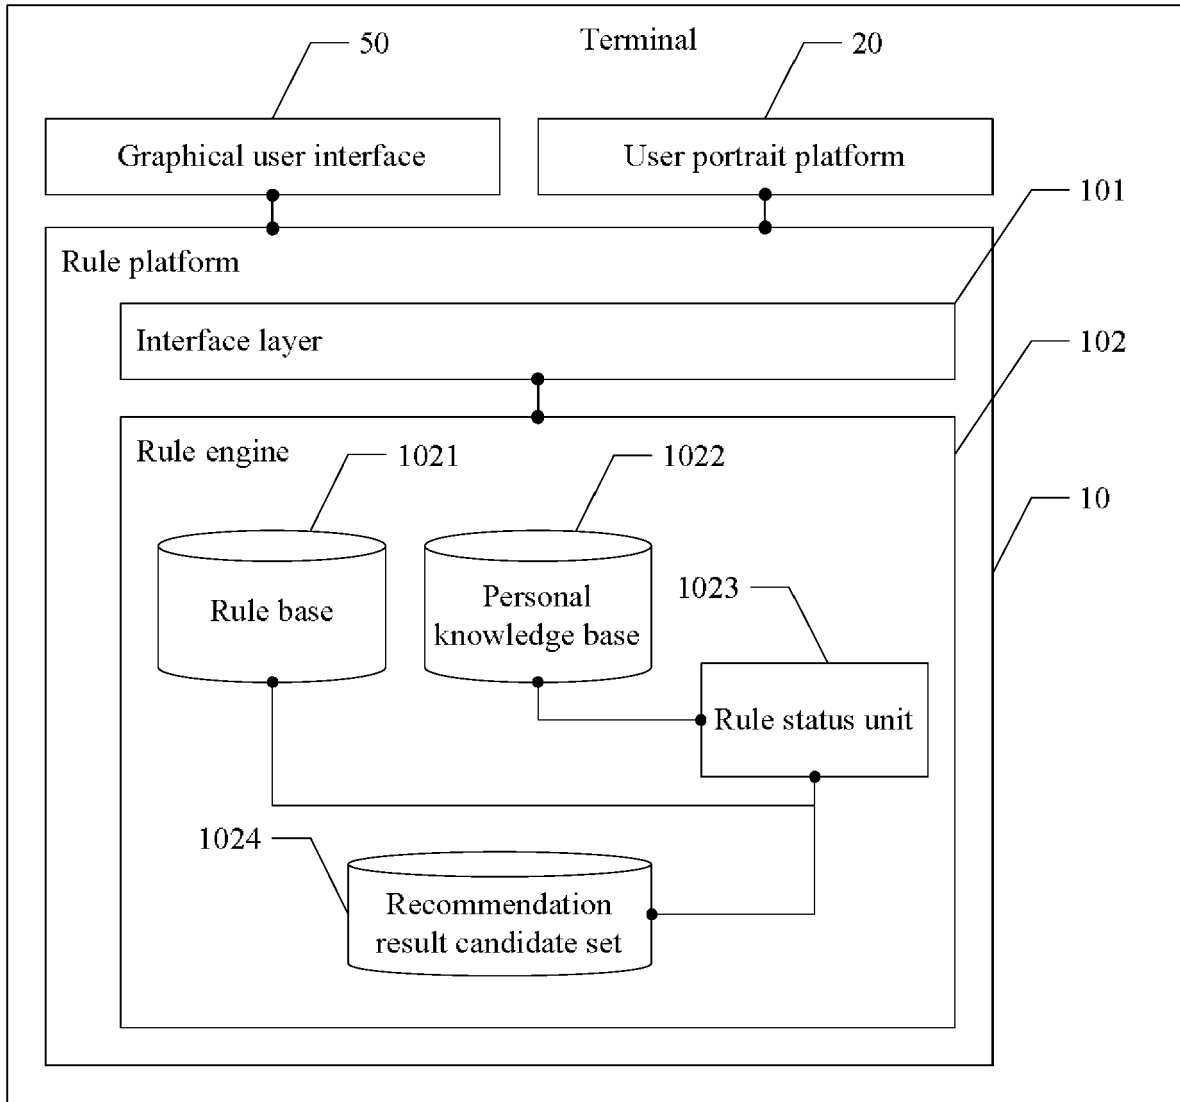 50
Terminal
20
Graphical user interface
User portrait platform
101
Rule platform
Interface layer
102
Rule engine
1021
1022
10
Rule base
Personal
knowledge base
1023
Rule status unit
1024
Recommendation
result candidate set